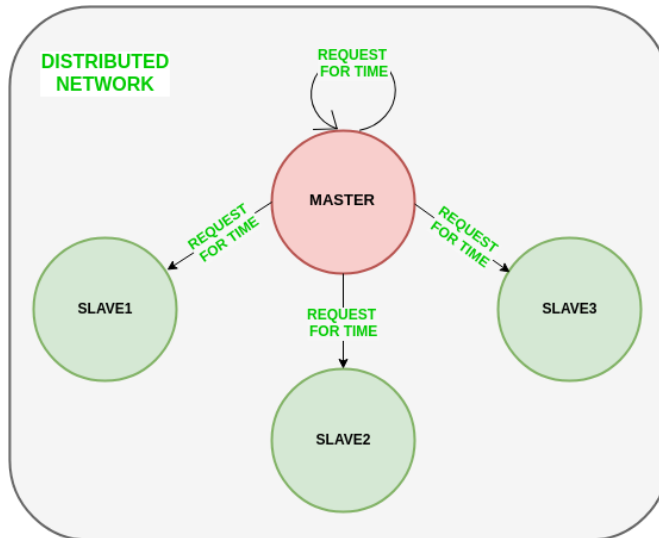 DISTRIBUTED
NETWORK
REQUEST
FOR TIME
MASTER
REQUEST
FOR TIME
REQUEST
FOR TIME
SLAVE1
REQUEST
FOR TIME
SLAVE3
SLAVE2